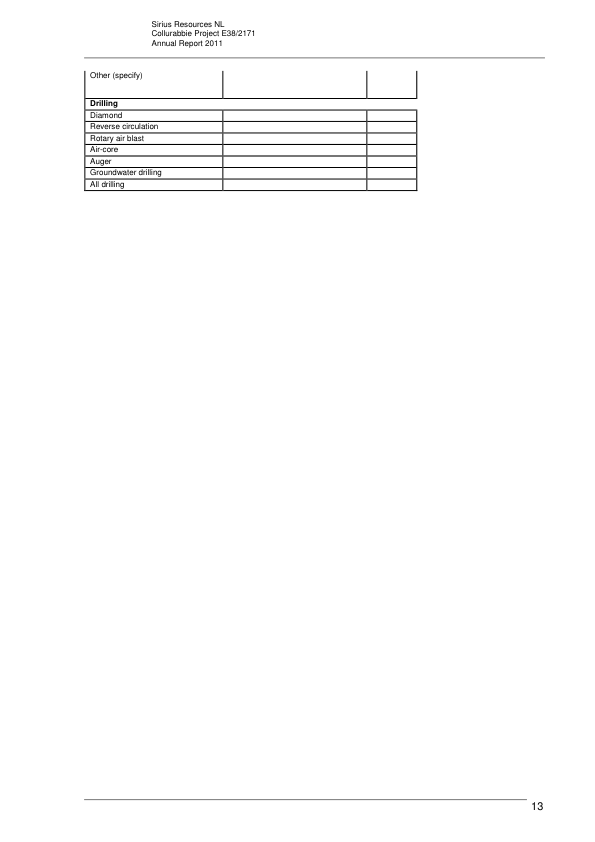 Sirius Resources NL
Collurabbie Project E38/2171
Annual Report 2011
Other (specify)
Drilling
Diamond
Reverse circulation
Rotary air blast
Air-core
Auger
Groundwater drilling
All drilling
13